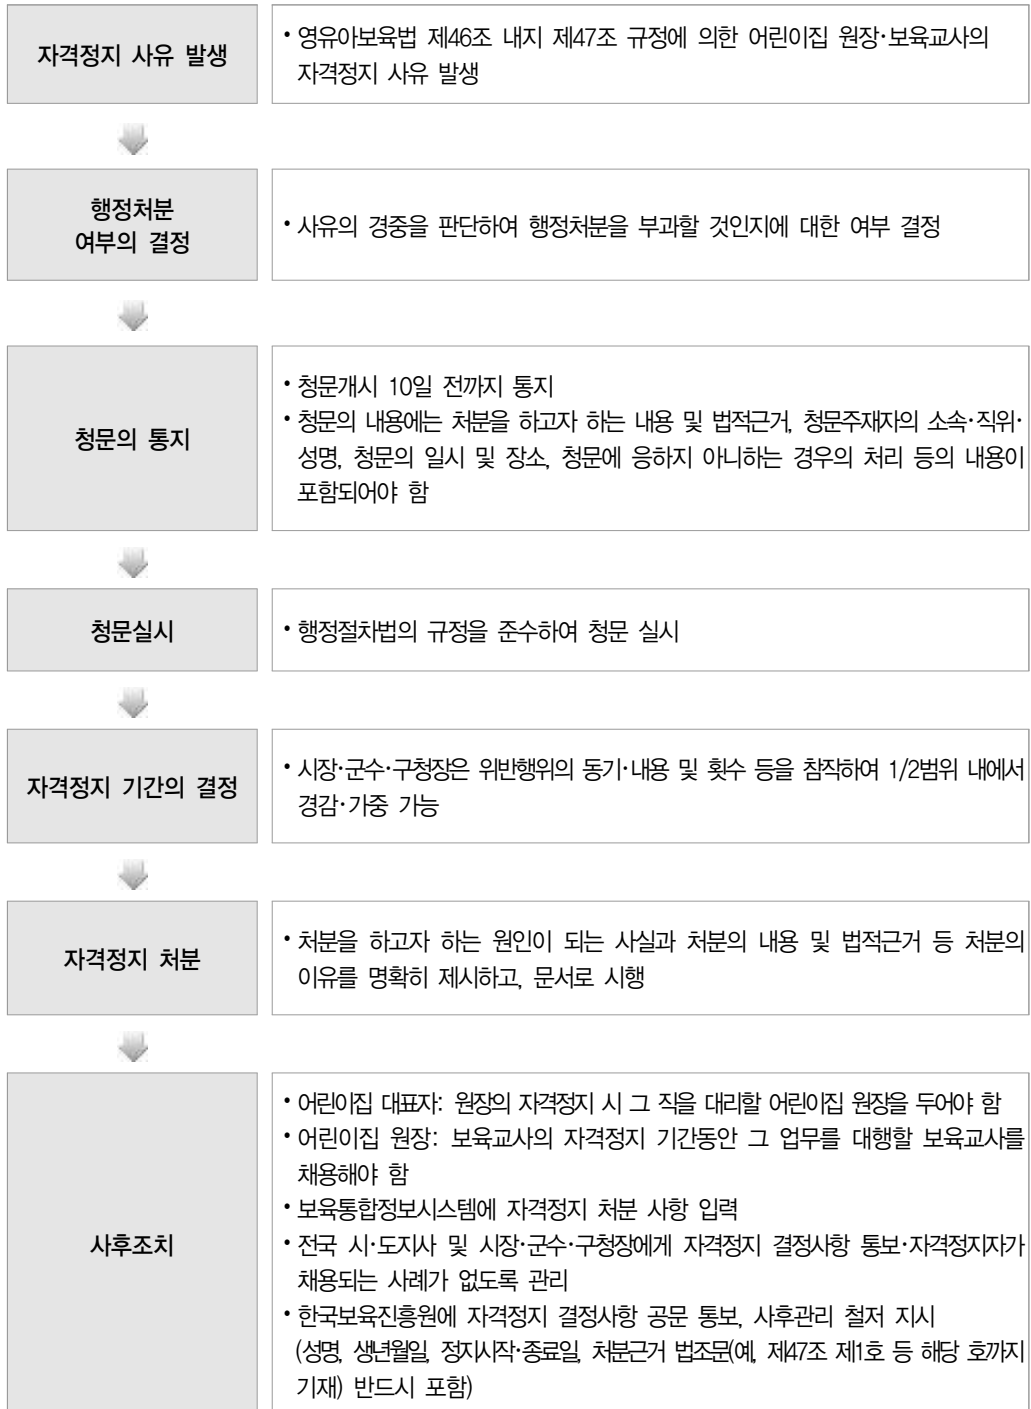 자격정지 사유 발생
• 영유아보육법 제46조 내지 제47조 규정에 의한 어린이집 원장·보육교사의
자격정지 사유 발생
행정처분
여부의 결정
• 사유의 경중을 판단하여 행정처분을 부과할 것인지에 대한 여부 결정
청문의 통지
• 청문개시 10일 전까지 통지
• 청문의 내용에는 처분을 하고자 하는 내용 및 법적근거, 청문주재자의 소속·직위·
성명, 청문의 일시 및 장소, 청문에 응하지 아니하는 경우의 처리 등의 내용이
포함되어야 함
청문실시
• 행정절차법의 규정을 준수하여 청문 실시
자격정지 기간의 결정
• 시장·군수·구청장은 위반행위의 동기·내용 및 횟수 등을 참작하여 1/2범위 내에서
경감·가중 가능
자격정지 처분
• 처분을 하고자 하는 원인이 되는 사실과 처분의 내용 및 법적근거 등 처분의
이유를 명확히 제시하고, 문서로 시행
사후조치
• 어린이집 대표자: 원장의 자격정지 시 그 직을 대리할 어린이집 원장을 두어야 함
• 어린이집 원장: 보육교사의 자격정지 기간동안 그 업무를 대행할 보육교사를
채용해야 함
• 보육통합정보시스템에 자격정지 처분 사항 입력
• 전국 시·도지사 및 시장·군수·구청장에게 자격정지 결정사항 통보·자격정지자가
채용되는 사례가 없도록 관리
• 한국보육진흥원에 자격정지 결정사항 공문 통보, 사후관리 철저 지시
(성명, 생년월일, 정지시작·종료일, 처분근거 법조문(예, 제47조 제1호 등 해당 호까지
기재) 반드시 포함)